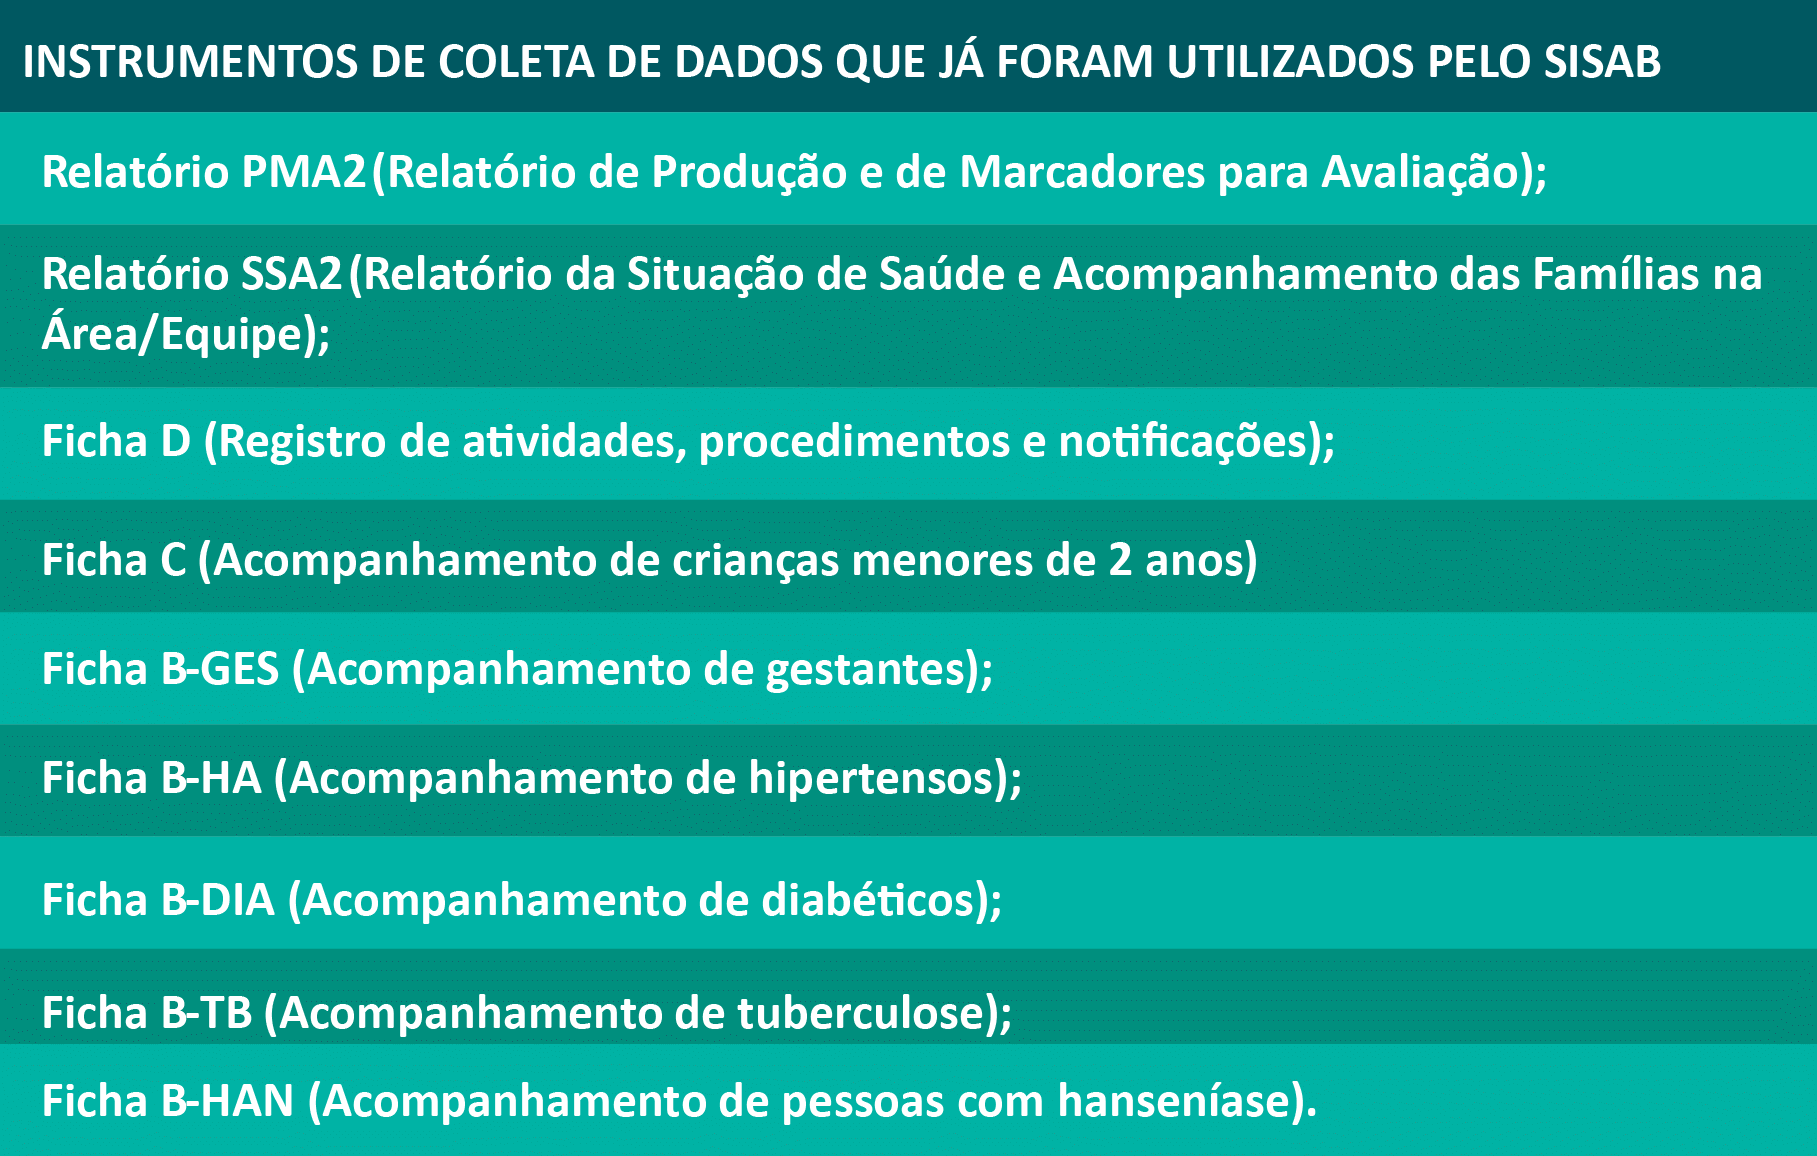 INSTRUMENTOS DE COLETA DE DADOS QUE JÁ FORAM UTILIZADOS PELO SISAB
Relatório PMA2 (Relatório de Produção e de Marcadores para Avaliação);
Relatório SSA2 (Relatório da Situação de Saúde e Acompanhamento das Famílias na
Área/Equipe);
Ficha D (Registro de atividades, procedimentos e notificações);
Ficha C (Acompanhamento de crianças menores de 2 anos)
Ficha B-GES (Acompanhamento de gestantes);
Ficha B-HA (Acompanhamento de hipertensos);
Ficha B-DIA (Acompanhamento de diabéticos);
Ficha B-TB (Acompanhamento de tuberculose);
Ficha B-HAN (Acompanhamento de pessoas com hanseníase).